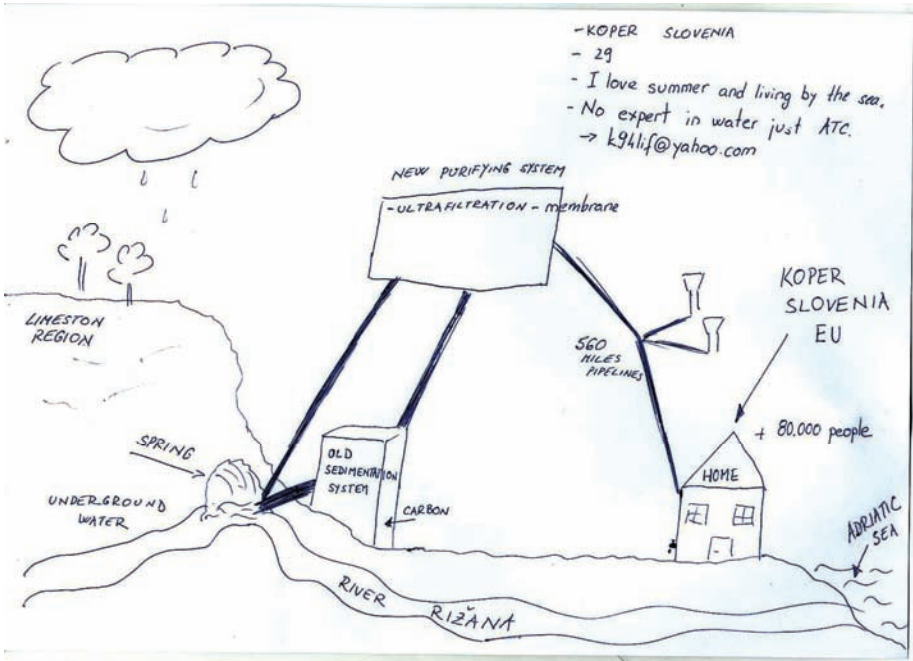 - KOPER SLOVENIA
- 29
- I love summer and living by the sea.
- No expert in water just ATC.
→ k94lif@yahoo.com
NEW PURIFYING SYSTEM
- ULTRAFILTRATION - membrane
KOPER
SLOVENIA
EU
LIMESTON
REGION
560
MILES
PIPELINES
+ 80.000 people
SPRING
OLD
SEDIMENTATION
SYSTEM
HOME
UNDERGROUND
WATER
CARBON
ADRIATIC
SEA
RIVER RIŽANA